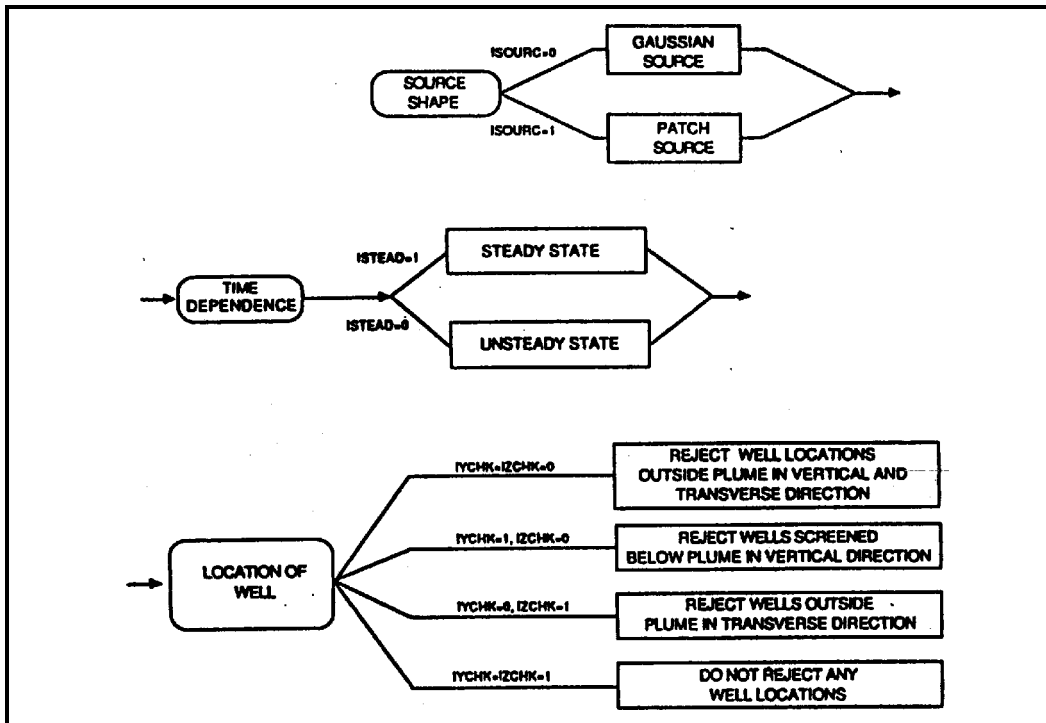 GAUSSIAN
SOURCE
ISOURC=0
SOURCE
SHAPE
ISOURC=1
PATCH
SOURCE
STEADY STATE
ISTEAD=1
TIME
DEPENDENCE
ISTEAD=0
UNSTEADY STATE
REJECT WELL LOCATIONS
OUTSIDE PLUME IN VERTICAL AND
TRANSVERSE DIRECTION
IYCHK=IZCHK=0
IYCHK=1, IZCHK=0
REJECT WELLS SCREENED
BELOW PLUME IN VERTICAL DIRECTION
LOCATION OF
WELL
IYCHK=0, IZCHK=1
REJECT WELLS OUTSIDE
PLUME IN TRANSVERSE DIRECTION
IYCHK=IZCHK=1
DO NOT REJECT ANY
WELL LOCATIONS